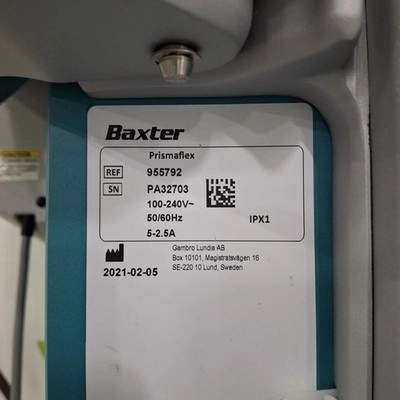 Baxter
Prismaflex
REF 955792
SN PA32703
100-240V~
50/60Hz IPX1
5-2.5A
Gambro Lundia AB
Box 10101, Magistratsvägen 16
2021-02-05 SE-220 10 Lund, Sweden